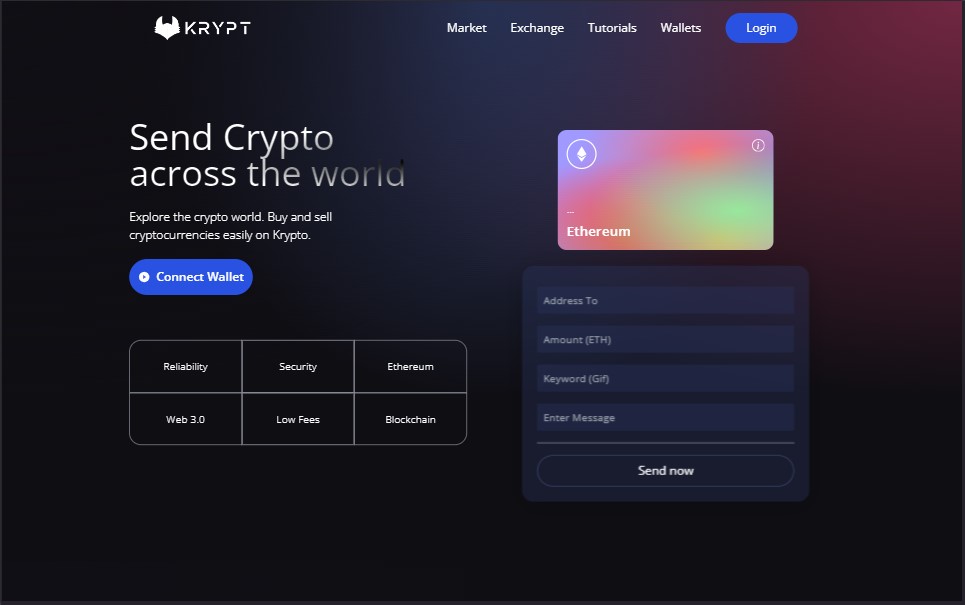 KRYPT
Market
Exchange
Tutorials
Wallets
Login
Send Crypto
across the world
Explore the crypto world. Buy and sell
cryptocurrencies easily on Krypto.
Connect Wallet
Reliability
Security
Ethereum
Web 3.0
Low Fees
Blockchain
...
Ethereum
Address To
Amount (ETH)
Keyword (Gif)
Enter Message
Send now